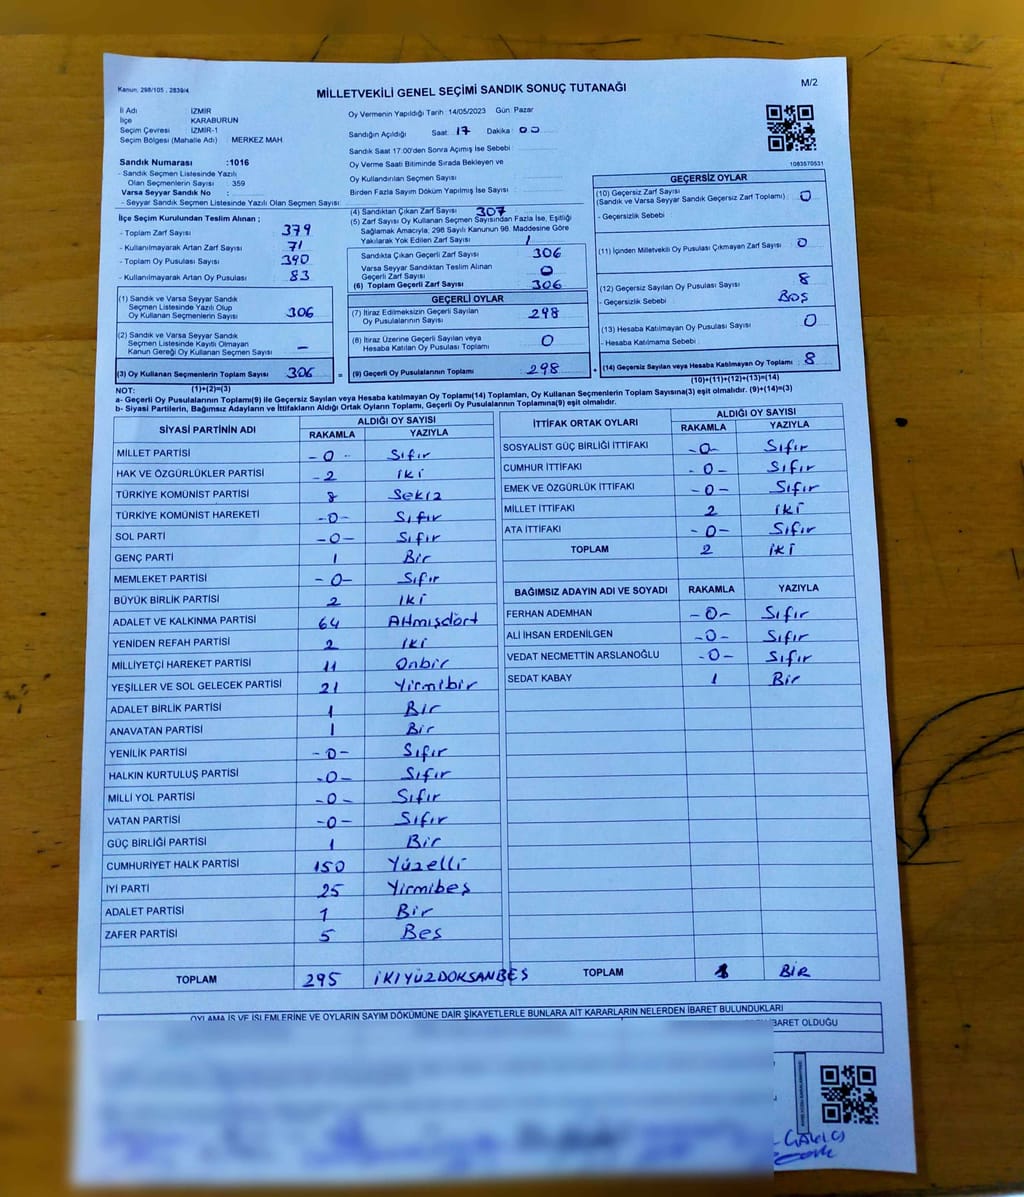 Kanun: 298/105 , 2839/4
MİLLETVEKİLİ GENEL SEÇİMİ SANDIK SONUÇ TUTANAĞI
M/2
İl Adı İZMİR
İlçe KARABURUN
Seçim Çevresi İZMİR-1
Seçim Bölgesi (Mahalle Adı) : MERKEZ MAH.
Sandık Numarası :1016
- Sandık Seçmen Listesinde Yazılı
Olan Seçmenlerin Sayısı : 359
Varsa Seyyar Sandık No :
- Seyyar Sandık Seçmen Listesinde Yazılı Olan Seçmen Sayısı:
Oy Vermenin Yapıldığı Tarih : 14/05/2023 Gün: Pazar
Sandığın Açıldığı Saat: 17 Dakika: 00
Sandık Saat 17:00'den Sonra Açımış İse Sebebi :
Oy Verme Saati Bitiminde Sırada Bekleyen ve
Oy Kullandırılan Seçmen Sayısı :
Birden Fazla Sayım Döküm Yapılmış İse Sayısı :
1083570531
İlçe Seçim Kurulundan Teslim Alınan ;
- Toplam Zarf Sayısı 379
- Kullanılmayarak Artan Zarf Sayısı 71
- Toplam Oy Pusulası Sayısı 390
- Kullanılmayarak Artan Oy Pusulası 83
(1) Sandık ve Varsa Seyyar Sandık
Seçmen Listesinde Yazılı Olup
Oy Kullanan Seçmenlerin Sayısı 306
(2) Sandık ve Varsa Seyyar Sandık
Seçmen Listesinde Kayıtlı Olmayan
Kanun Gereği Oy Kullanan Seçmen Sayısı –
(3) Oy Kullanan Seçmenlerin Toplam Sayısı 306 =
(1)+(2)=(3)
(4) Sandıktan Çıkan Zarf Sayısı 307
(5) Zarf Sayısı Oy Kullanan Seçmen Sayısından Fazla İse, Eşitliği
Sağlamak Amacıyla; 298 Sayılı Kanunun 98. Maddesine Göre
Yakılarak Yok Edilen Zarf Sayısı 1
Sandıkta Çıkan Geçerli Zarf Sayısı 306
Varsa Seyyar Sandıktan Teslim Alınan
Geçerli Zarf Sayısı 0
(6) Toplam Geçerli Zarf Sayısı 306
GEÇERLİ OYLAR
(7) İtiraz Edilmeksizin Geçerli Sayılan
Oy Pusulalarının Sayısı 298
(8) İtiraz Üzerine Geçerli Sayılan veya
Hesaba Katılan Oy Pusulası Toplamı 0
(9) Geçerli Oy Pusulalarının Toplamı 298 +
GEÇERSİZ OYLAR
(10) Geçersiz Zarf Sayısı
(Sandık ve Varsa Seyyar Sandık Geçersiz Zarf Toplamı) 0
- Geçersizlik Sebebi
(11) İçinden Milletvekili Oy Pusulası Çıkmayan Zarf Sayısı 0
(12) Geçersiz Sayılan Oy Pusulası Sayısı 8
- Geçersizlik Sebebi BOŞ
(13) Hesaba Katılmayan Oy Pusulası Sayısı 0
- Hesaba Katılmama Sebebi
(14) Geçersiz Sayılan veya Hesaba Katılmayan Oy Toplamı 8
(10)+(11)+(12)+(13)=(14)
NOT:
a- Geçerli Oy Pusulalarının Toplamı(9) ile Geçersiz Sayılan veya Hesaba katılmayan Oy Toplamı(14) Toplamları, Oy Kullanan Seçmenlerin Toplam Sayısına(3) eşit olmalıdır. (9)+(14)=(3)
b- Siyasi Partilerin, Bağımsız Adayların ve İttifakların Aldığı Ortak Oyların Toplamı, Geçerli Oy Pusulalarının Toplamına(9) eşit olmalıdır.
SİYASİ PARTİNİN ADI ALDIĞI OY SAYISI
RAKAMLA YAZIYLA
MİLLET PARTİSİ -0- Sıfır
HAK VE ÖZGÜRLÜKLER PARTİSİ -2 iki
TÜRKİYE KOMÜNİST PARTİSİ 8 Sekiz
TÜRKİYE KOMÜNİST HAREKETİ -0- Sıfır
SOL PARTİ -0- Sıfır
GENÇ PARTİ 1 Bir
MEMLEKET PARTİSİ -0- Sıfır
BÜYÜK BİRLİK PARTİSİ 2 iki
ADALET VE KALKINMA PARTİSİ 64 Altmışdört
YENİDEN REFAH PARTİSİ 2 iki
MİLLİYETÇİ HAREKET PARTİSİ 11 Onbir
YEŞİLLER VE SOL GELECEK PARTİSİ 21 Yirmibir
ADALET BİRLİK PARTİSİ 1 Bir
ANAVATAN PARTİSİ 1 Bir
YENİLİK PARTİSİ -0- Sıfır
HALKIN KURTULUŞ PARTİSİ -0- Sıfır
MİLLİ YOL PARTİSİ -0- Sıfır
VATAN PARTİSİ -0- Sıfır
GÜÇ BİRLİĞİ PARTİSİ 1 Bir
CUMHURİYET HALK PARTİSİ 150 Yüzelli
İYİ PARTİ 25 Yirmibeş
ADALET PARTİSİ 1 Bir
ZAFER PARTİSİ 5 Beş
TOPLAM 295 İKİYÜZDOKSANBEŞ
İTTİFAK ORTAK OYLARI ALDIĞI OY SAYISI
RAKAMLA YAZIYLA
SOSYALİST GÜÇ BİRLİĞİ İTTİFAKI -0- Sıfır
CUMHUR İTTİFAKI -0- Sıfır
EMEK VE ÖZGÜRLÜK İTTİFAKI -0- Sıfır
MİLLET İTTİFAKI 2 iki
ATA İTTİFAKI -0- Sıfır
TOPLAM 2 iki
BAĞIMSIZ ADAYIN ADI VE SOYADI RAKAMLA YAZIYLA
FERHAN ADEMHAN -0- Sıfır
ALİ İHSAN ERDENİLGEN -0- Sıfır
VEDAT NECMETTİN ARSLANOĞLU -0- Sıfır
SEDAT KABAY 1 Bir
TOPLAM 1 BİR
OYLAMA İŞ VE İŞLEMLERİNE VE OYLARIN SAYIM DÖKÜMÜNE DAİR ŞİKAYETLERLE BUNLARA AİT KARARLARIN NELERDEN İBARET BULUNDUKLARI
İBARET OLDUĞU